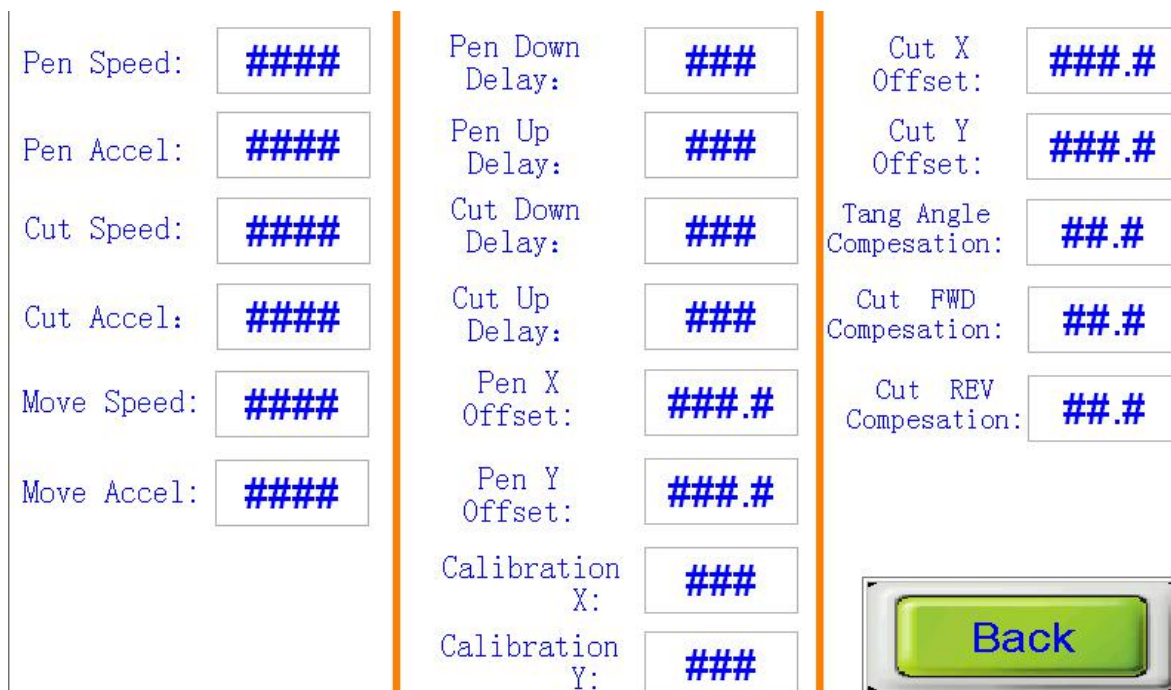 Pen Speed: ####
Pen Accel: ####
Cut Speed: ####
Cut Accel: ####
Move Speed: ####
Move Accel: ####
Pen Down
Delay: ###
Pen Up
Delay: ###
Cut Down
Delay: ###
Cut Up
Delay: ###
Pen X
Offset: ###.#
Pen Y
Offset: ###.#
Calibration
X: ###
Calibration
Y: ###
Cut X
Offset: ###.#
Cut Y
Offset: ###.#
Tang Angle
Compesation: ##.#
Cut FWD
Compesation: ##.#
Cut REV
Compesation: ##.#
Back